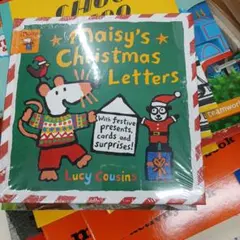 Maisy's
Christmas
Letters
With festive
presents,
cards and
surprises!
Lucy Cousins